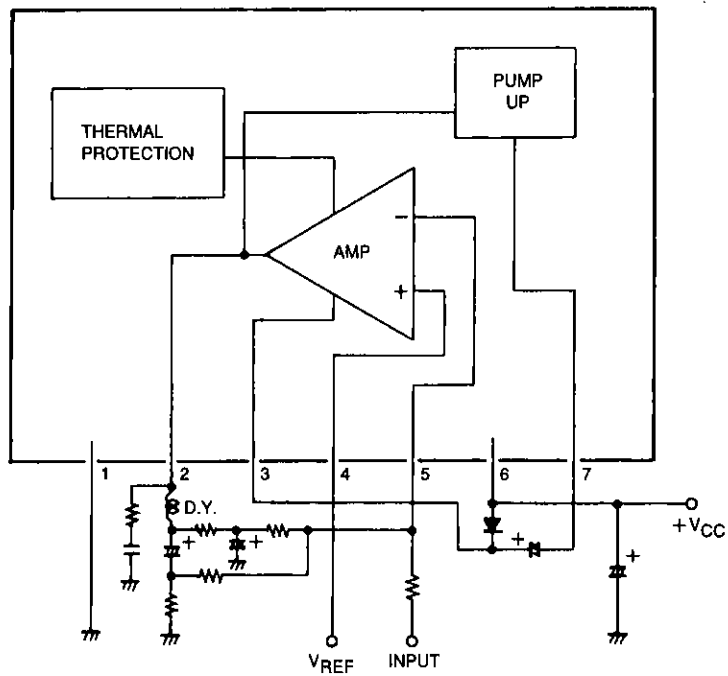 PUMP
UP
THERMAL
PROTECTION
−
AMP
+
1 2 3 4 5 6 7
D.Y.
+ + + +
+VCC
VREF INPUT